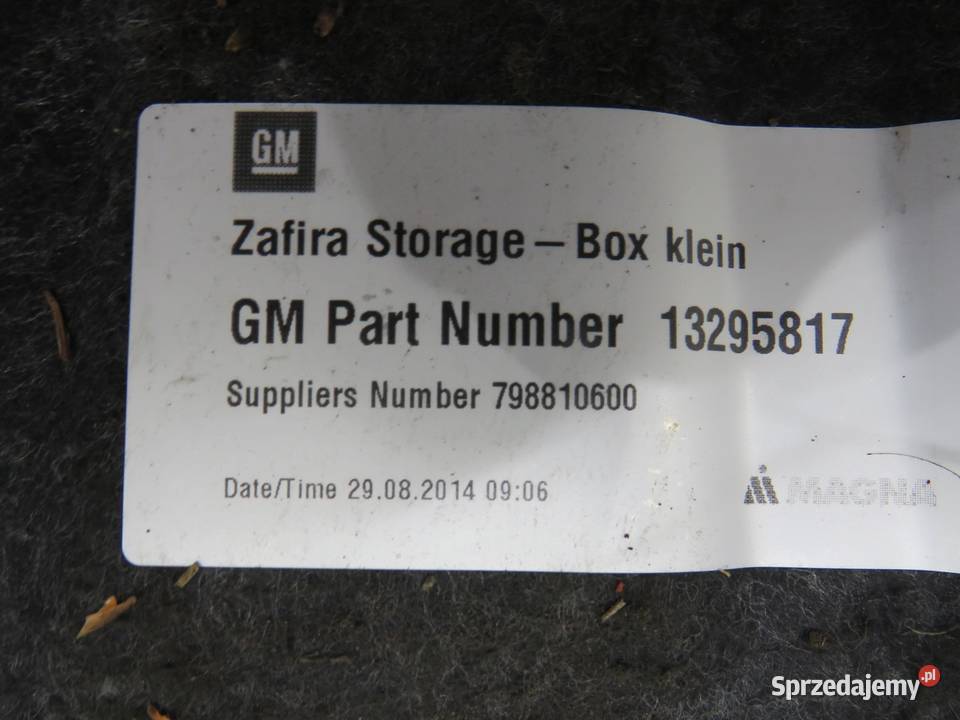 GM
Zafira Storage – Box klein
GM Part Number 13295817
Suppliers Number 798810600
Date/Time 29.08.2014 09:06
MAGNA
Sprzedajemy.pl